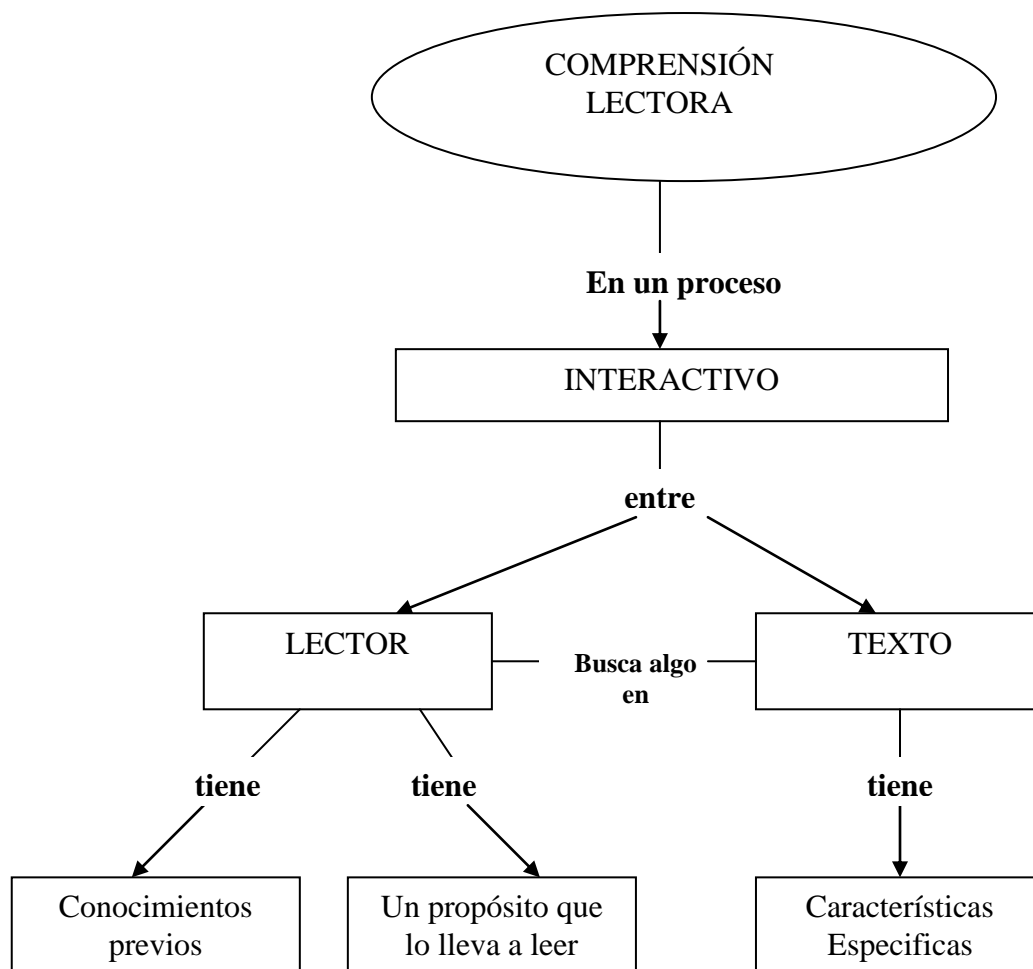 COMPRENSIÓN
LECTORA
En un proceso
INTERACTIVO
entre
LECTOR
Busca algo
en
TEXTO
tiene
tiene
tiene
Conocimientos
previos
Un propósito que
lo lleva a leer
Características
Especificas